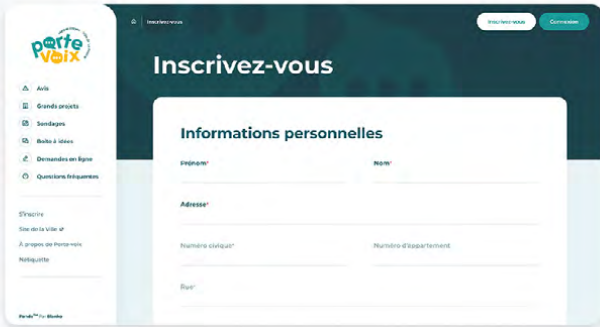 porte
voix
Avis
Grands projets
Sondages
Boîte à idées
Demandes en ligne
Questions fréquentes
S'inscrire
Site de la Ville
À propos de Porte-voix
Nétiquette
Inscrivez-vous
Inscrivez-vous
Connexion
Inscrivez-vous
Informations personnelles
Prénom*
Nom*
Adresse*
Numéro civique*
Numéro d'appartement
Rue*